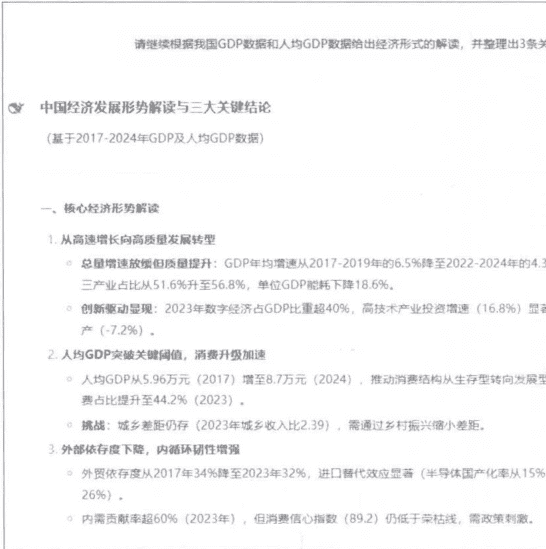 请继续根据我国GDP数据和人均GDP数据给出经济形式的解读，并整理出3条关
中国经济发展形势解读与三大关键结论
（基于2017-2024年GDP及人均GDP数据）
一、核心经济形势解读
1. 从高速增长向高质量发展转型
总量增速放缓但质量提升：GDP年均增速从2017-2019年的6.5%降至2022-2024年的4.3
三产业占比从51.6%升至56.8%，单位GDP能耗下降18.6%。
创新驱动显现：2023年数字经济占GDP比重超40%，高技术产业投资增速（16.8%）显著
产（-7.2%）。
2. 人均GDP突破关键阈值，消费升级加速
人均GDP从5.96万元（2017）增至8.7万元（2024），推动消费结构从生存型转向发展型
费占比提升至44.2%（2023）。
挑战：城乡差距仍存（2023年城乡收入比2.39），需通过乡村振兴缩小差距。
3. 外部依存度下降，内循环韧性增强
外贸依存度从2017年34%降至2023年32%，进口替代效应显著（半导体国产化率从15%
26%）。
内需贡献率超60%（2023年），但消费信心指数（89.2）仍低于荣枯线，需政策刺激。